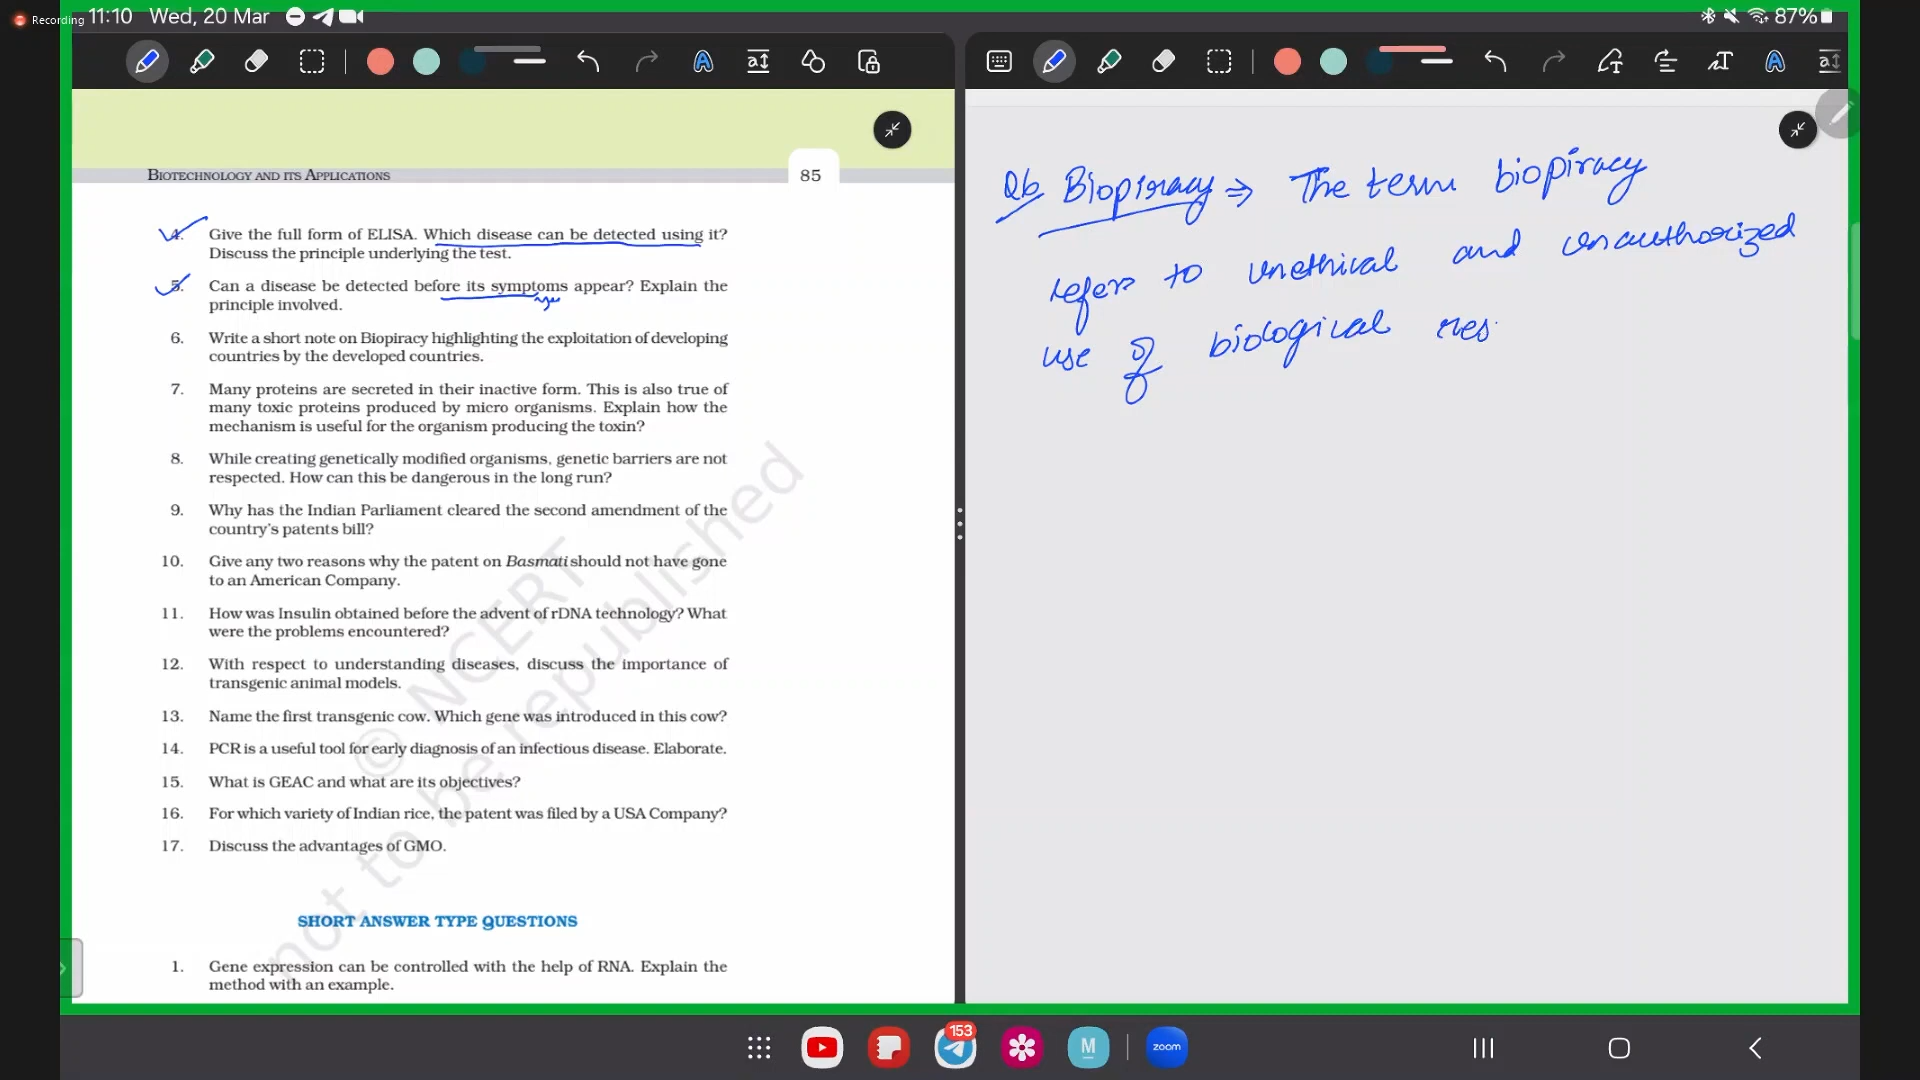 Recording 11:10 Wed, 20 Mar 87%
BIOTECHNOLOGY AND ITS APPLICATIONS 85
4. Give the full form of ELISA. Which disease can be detected using it?
Discuss the principle underlying the test.
5. Can a disease be detected before its symptoms appear? Explain the
principle involved.
6. Write a short note on Biopiracy highlighting the exploitation of developing
countries by the developed countries.
7. Many proteins are secreted in their inactive form. This is also true of
many toxic proteins produced by micro organisms. Explain how the
mechanism is useful for the organism producing the toxin?
8. While creating genetically modified organisms, genetic barriers are not
respected. How can this be dangerous in the long run?
9. Why has the Indian Parliament cleared the second amendment of the
country's patents bill?
10. Give any two reasons why the patent on Basmati should not have gone
to an American Company.
11. How was Insulin obtained before the advent of rDNA technology? What
were the problems encountered?
12. With respect to understanding diseases, discuss the importance of
transgenic animal models.
13. Name the first transgenic cow. Which gene was introduced in this cow?
14. PCR is a useful tool for early diagnosis of an infectious disease. Elaborate.
15. What is GEAC and what are its objectives?
16. For which variety of Indian rice, the patent was filed by a USA Company?
17. Discuss the advantages of GMO.
SHORT ANSWER TYPE QUESTIONS
1. Gene expression can be controlled with the help of RNA. Explain the
method with an example.
© NCERT
not to be republished
Q6 Biopiracy ⇒ The term biopiracy
refers to unethical and unauthorized
use of biological res
153
M
zoom